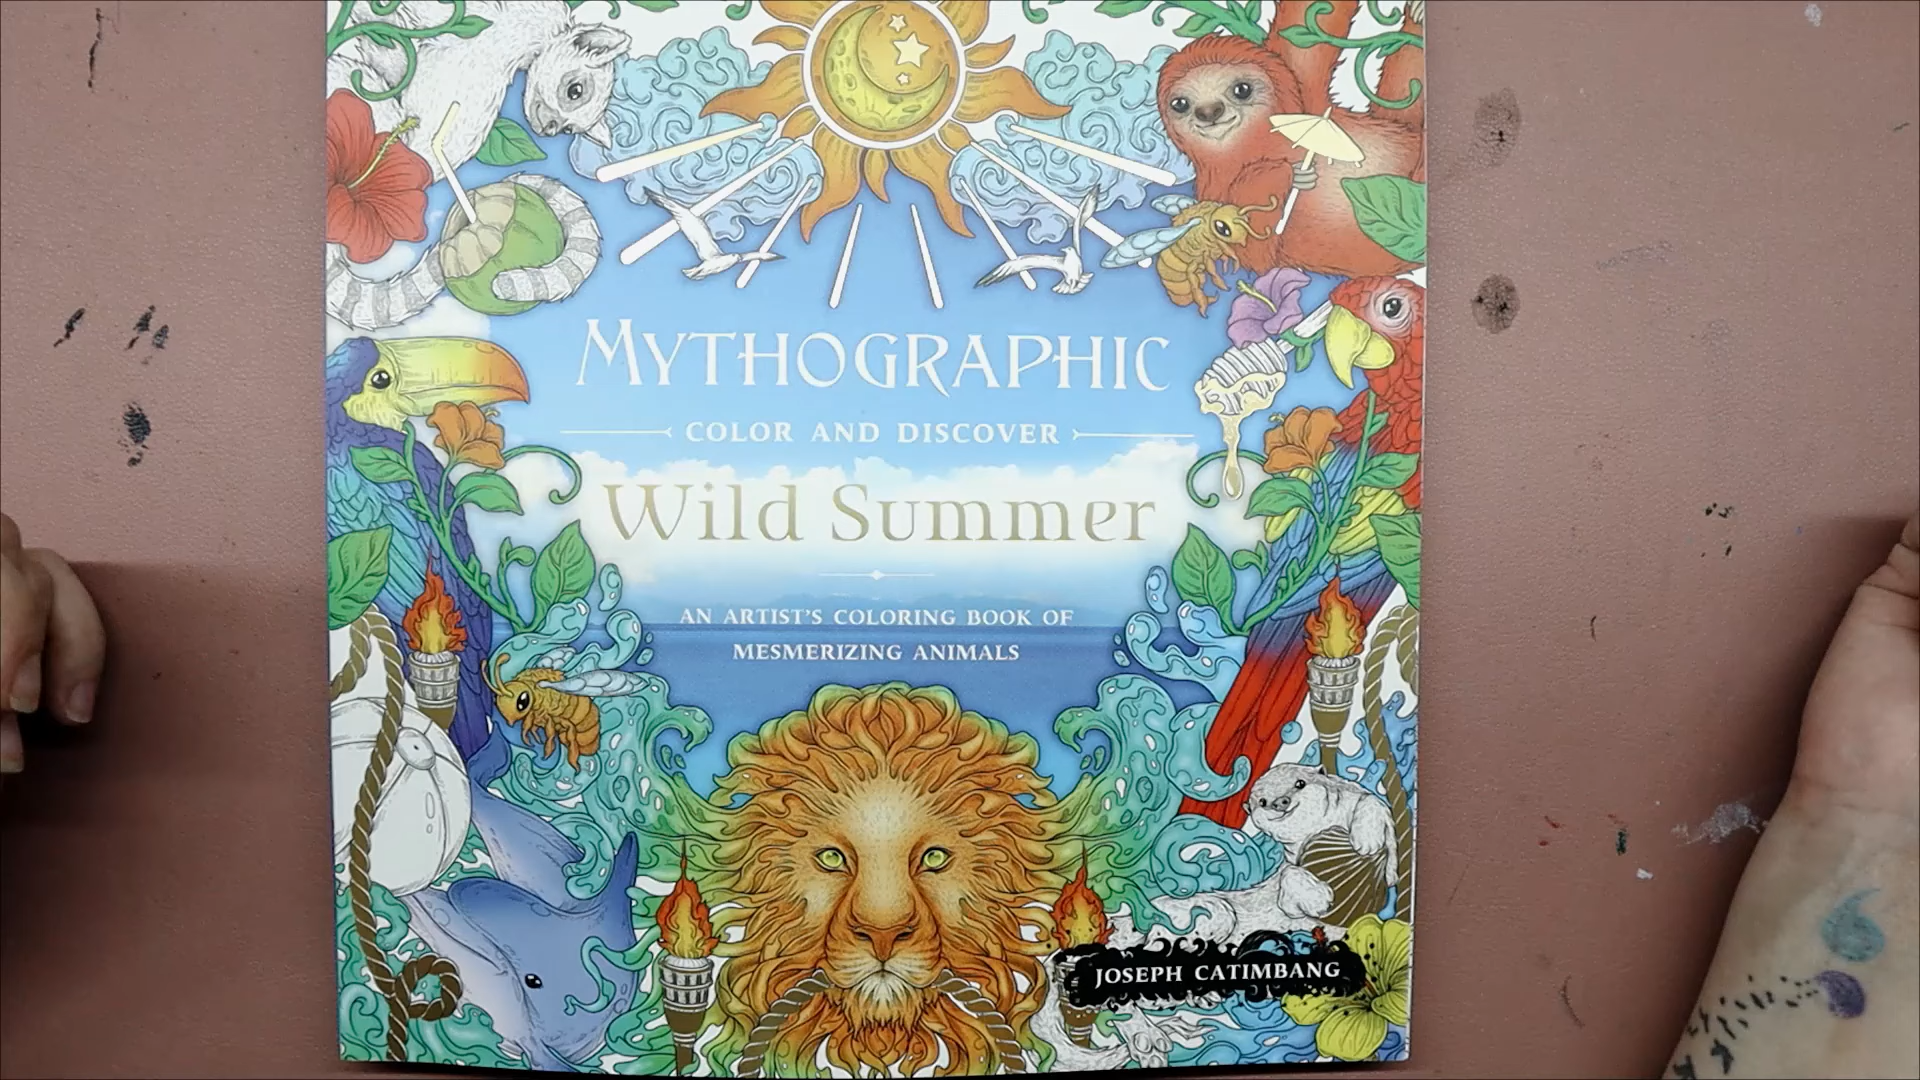 MYTHOGRAPHIC
COLOR AND DISCOVER
Wild Summer
AN ARTIST'S COLORING BOOK OF
MESMERIZING ANIMALS
JOSEPH CATIMBANG